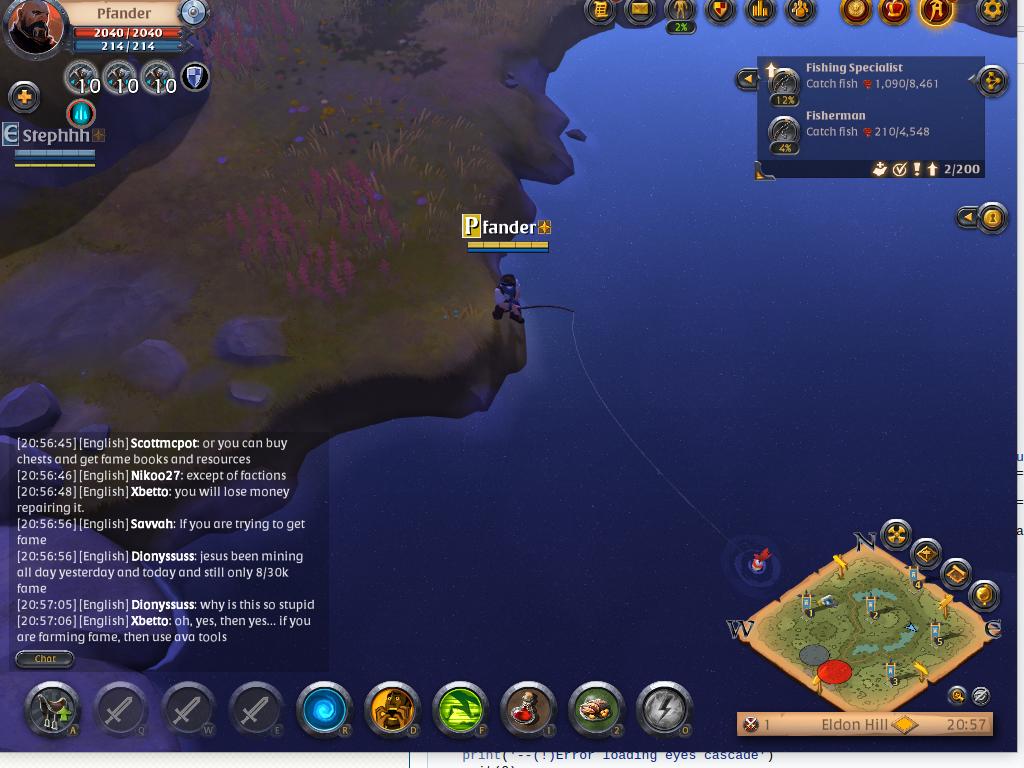 Pfander
2040/2040
214/214
2%
10
10
10
E Stephhh
Fishing Specialist
Catch fish 1,090/8,461
12%
Fisherman
Catch fish 210/4,548
4%
2/200
Pfander
[20:56:45] [English] Scottmcpot: or you can buy
chests and get fame books and resources
[20:56:46] [English] Nikoo27: except of factions
[20:56:48] [English] Xbetto: you will lose money
repairing it.
[20:56:56] [English] Savvah: If you are trying to get
fame
[20:56:56] [English] Dionyssuss: jesus been mining
all day yesterday and today and still only 8/30k
fame
[20:57:05] [English] Dionyssuss: why is this so stupid
[20:57:06] [English] Xbetto: oh, yes, then yes... if you
are farming fame, then use ava tools
Chat
A
Q
W
E
R
D
F
1
2
O
N
W
E
1
2
3
4
5
1
Eldon Hill
20:57
print('--(!)Error loading eyes cascade')